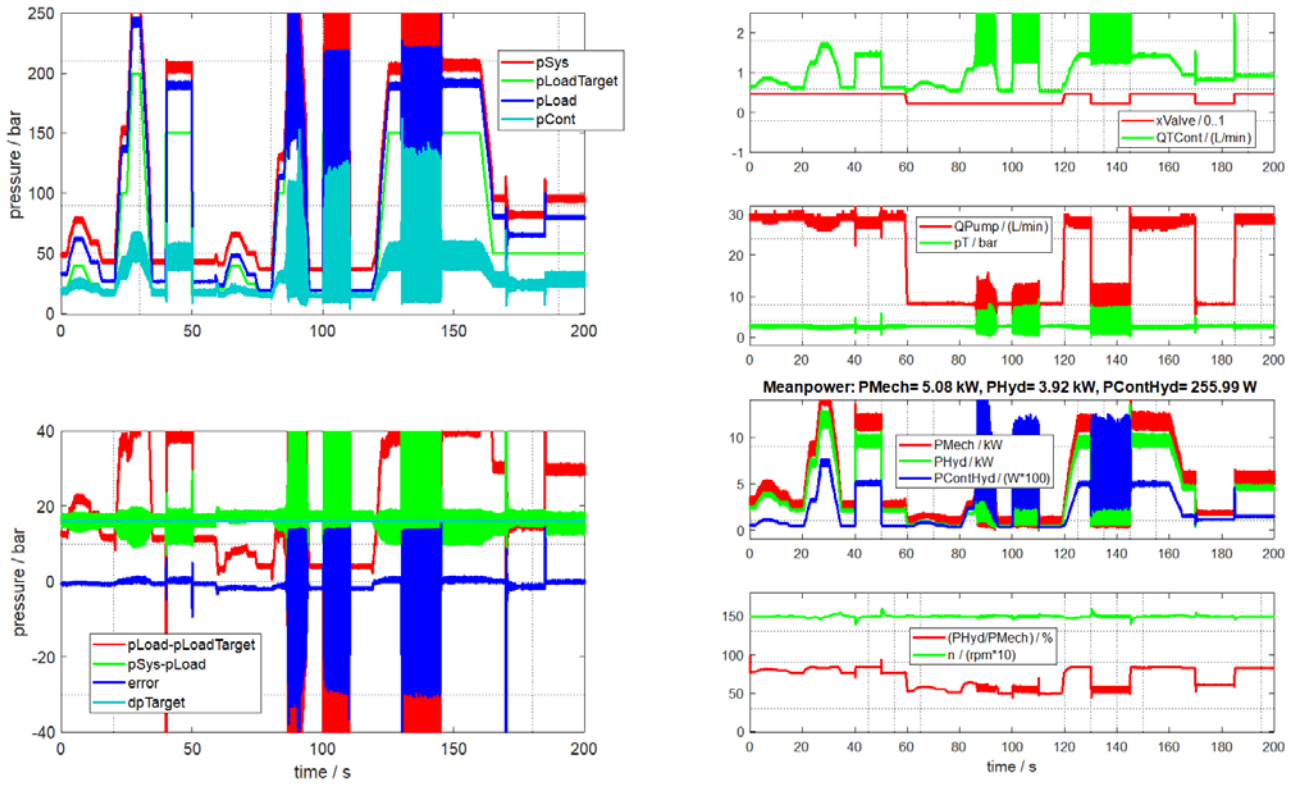 250
200
150
100
50
0
pressure / bar
pSys
pLoadTarget
pLoad
pCont
0 50 100 150 200
time / s
40
20
0
-20
-40
pressure / bar
pLoad-pLoadTarget
pSys-pLoad
error
dpTarget
0 50 100 150 200
time / s
2
1
0
-1
xValve / 0..1
QTCont / (L/min)
0 20 40 60 80 100 120 140 160 180 200
30
20
10
0
QPump / (L/min)
pT / bar
0 20 40 60 80 100 120 140 160 180 200
Meanpower: PMech= 5.08 kW, PHyd= 3.92 kW, PContHyd= 255.99 W
10
5
0
PMech / kW
PHyd / kW
PContHyd / (W*100)
0 20 40 60 80 100 120 140 160 180 200
150
100
50
0
(PHyd/PMech) / %
n / (rpm*10)
0 20 40 60 80 100 120 140 160 180 200
time / s